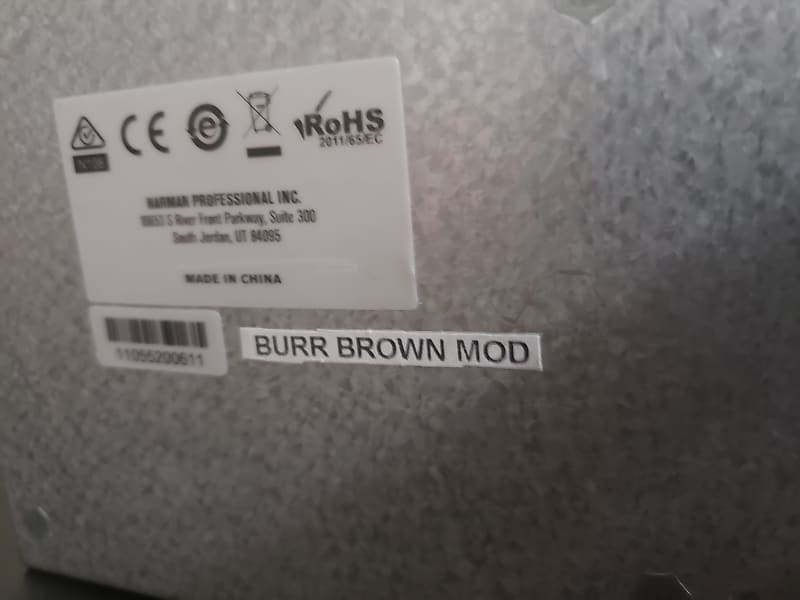 CE
RoHS
2011/65/EC
N108
HARMAN PROFESSIONAL INC.
S River Front Parkway, Suite 300
South Jordan, UT 84095
MADE IN CHINA
11055200611
BURR BROWN MOD